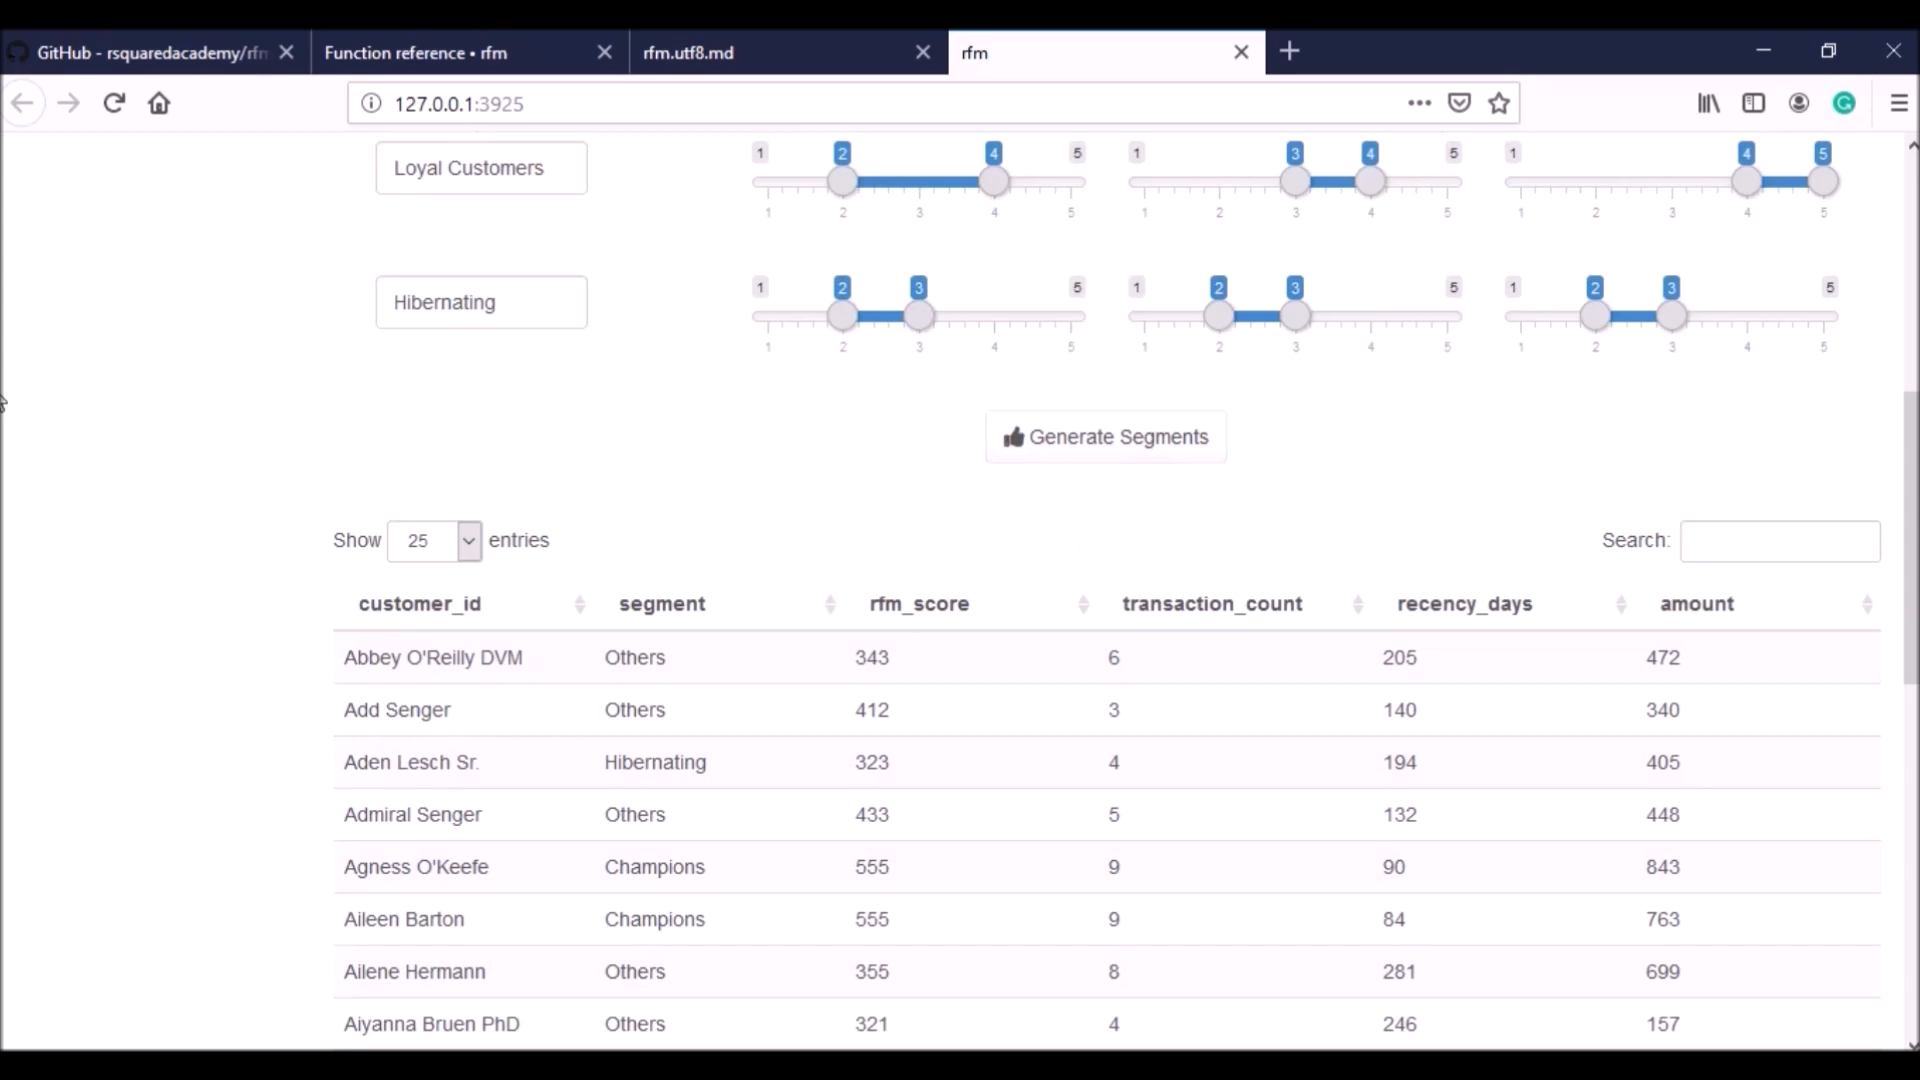 GitHub - rsquaredacademy/rfm
Function reference • rfm
rfm.utf8.md
rfm
127.0.0.1:3925
Loyal Customers
1 2 4 5
1 2 3 4 5
1 3 4 5
1 2 3 4 5
1 4 5
1 2 3 4 5
Hibernating
1 2 3 5
1 2 3 4 5
1 2 3 5
1 2 3 4 5
1 2 3 5
1 2 3 4 5
Generate Segments
Show 25 entries
Search:
customer_id segment rfm_score transaction_count recency_days amount
Abbey O'Reilly DVM Others 343 6 205 472
Add Senger Others 412 3 140 340
Aden Lesch Sr. Hibernating 323 4 194 405
Admiral Senger Others 433 5 132 448
Agness O'Keefe Champions 555 9 90 843
Aileen Barton Champions 555 9 84 763
Ailene Hermann Others 355 8 281 699
Aiyanna Bruen PhD Others 321 4 246 157